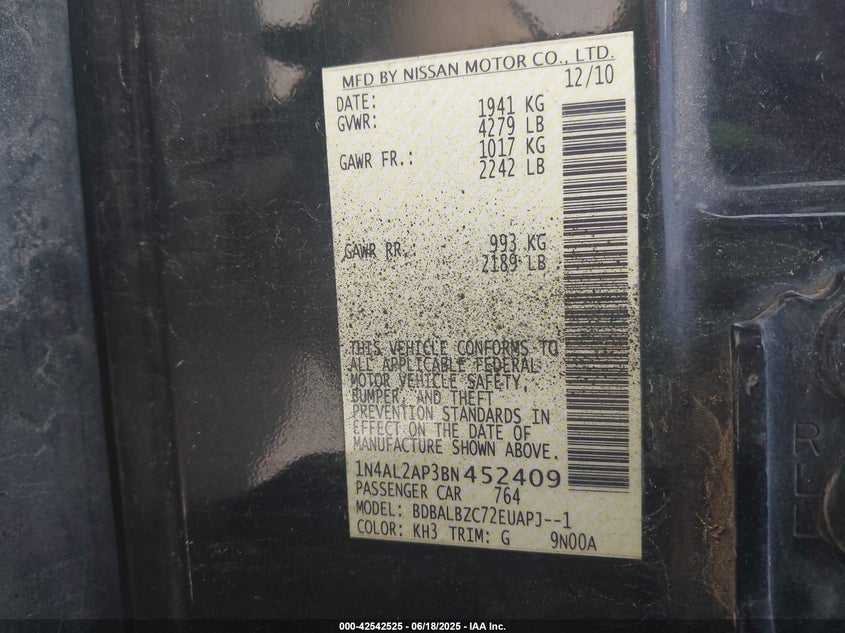 MFD BY NISSAN MOTOR CO., LTD.
DATE: 12/10
GVWR: 1941 KG
4279 LB
GAWR FR.: 1017 KG
2242 LB
GAWR RR. 993 KG
2189 LB
THIS VEHICLE CONFORMS TO
ALL APPLICABLE FEDERAL
MOTOR VEHICLE SAFETY,
BUMPER, AND THEFT
PREVENTION STANDARDS IN
EFFECT ON THE DATE OF
MANUFACTURE SHOWN ABOVE.
1N4AL2AP3BN452409
PASSENGER CAR 764
MODEL: BDBALBZC72EUAPJ--1
COLOR: KH3 TRIM: G 9N00A
000-42542525 - 06/18/2025 - IAA Inc.